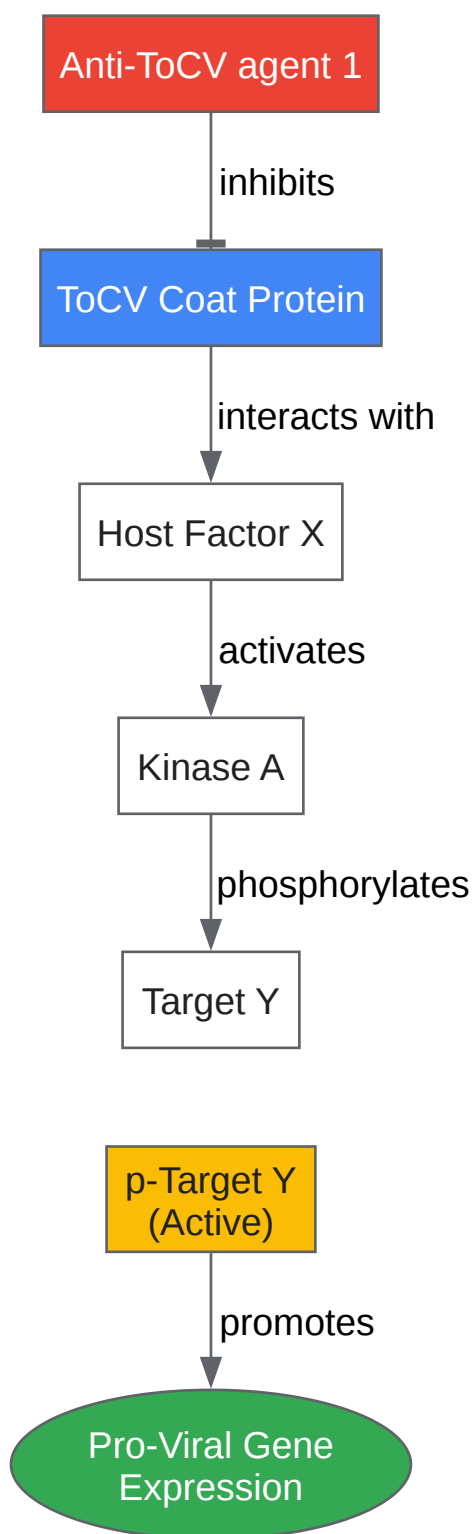 Anti-ToCV agent 1
inhibits
ToCV Coat Protein
interacts with
Host Factor X
activates
Kinase A
phosphorylates
Target Y
p-Target Y
(Active)
promotes
Pro-Viral Gene
Expression